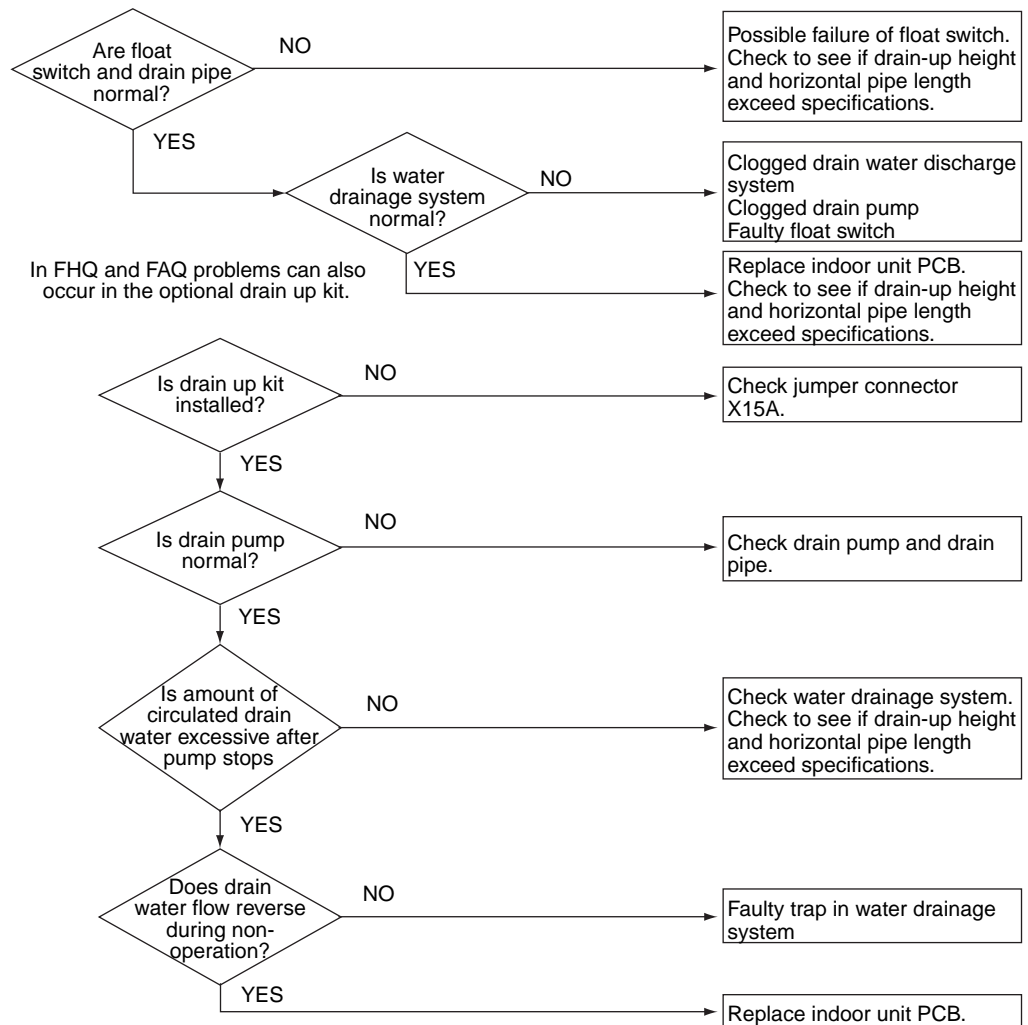 Are float
switch and drain pipe
normal?
NO
Possible failure of float switch.
Check to see if drain-up height
and horizontal pipe length
exceed specifications.
YES
Is water
drainage system
normal?
NO
Clogged drain water discharge
system
Clogged drain pump
Faulty float switch
YES
Replace indoor unit PCB.
Check to see if drain-up height
and horizontal pipe length
exceed specifications.
In FHQ and FAQ problems can also
occur in the optional drain up kit.
Is drain up kit
installed?
NO
Check jumper connector
X15A.
YES
Is drain pump
normal?
NO
Check drain pump and drain
pipe.
YES
Is amount of
circulated drain
water excessive after
pump stops
NO
Check water drainage system.
Check to see if drain-up height
and horizontal pipe length
exceed specifications.
YES
Does drain
water flow reverse
during non-
operation?
NO
Faulty trap in water drainage
system
YES
Replace indoor unit PCB.